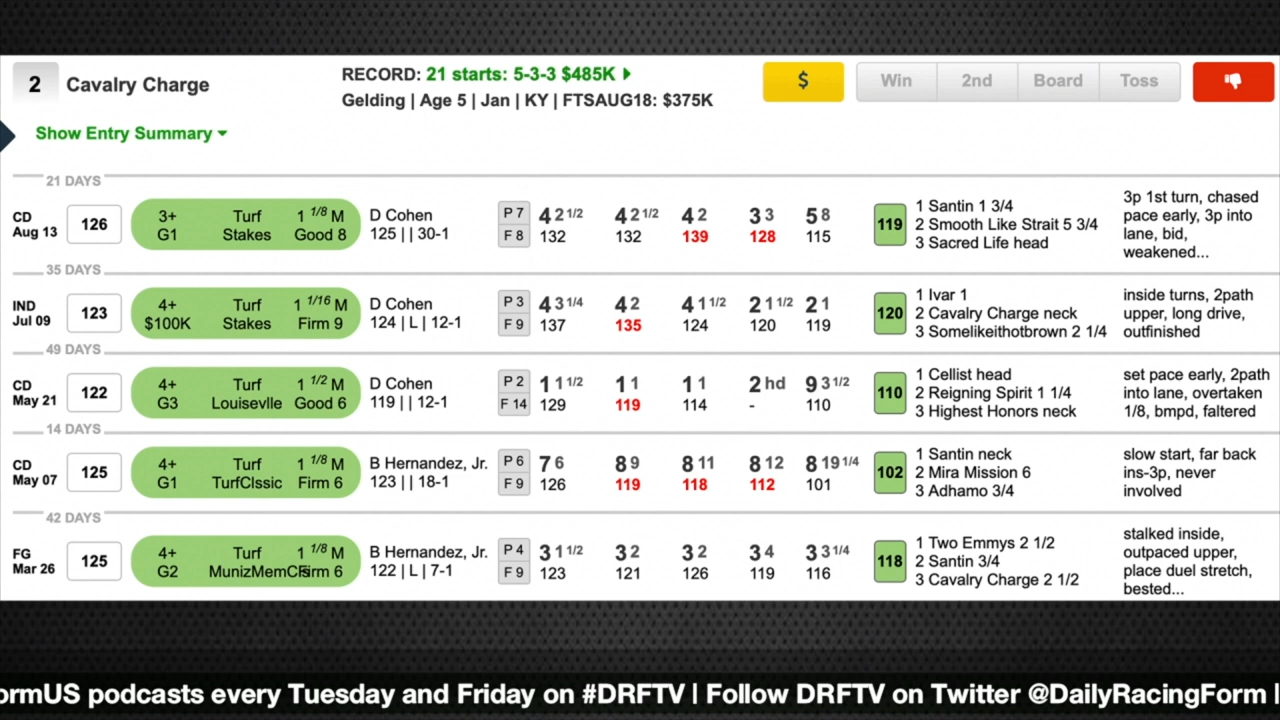 2 Cavalry Charge
RECORD: 21 starts: 5-3-3 $485K
Gelding | Age 5 | Jan | KY | FTSAUG18: $375K
$ Win 2nd Board Toss
Show Entry Summary
21 DAYS
CD
Aug 13
126
3+ Turf 1 1/8 M
G1 Stakes Good 8
D Cohen
125 | | 30-1
P 7
F 8
4 2 1/2 4 2 1/2 4 2 3 3 5 8
132 132 139 128 115
119
1 Santin 1 3/4
2 Smooth Like Strait 5 3/4
3 Sacred Life head
3p 1st turn, chased
pace early, 3p into
lane, bid,
weakened...
35 DAYS
IND
Jul 09
123
4+ Turf 1 1/16 M
$100K Stakes Firm 9
D Cohen
124 | L | 12-1
P 3
F 9
4 3 1/4 4 2 4 1 1/2 2 1 1/2 2 1
137 135 124 120 119
120
1 Ivar 1
2 Cavalry Charge neck
3 Somelikeithotbrown 2 1/4
inside turns, 2path
upper, long drive,
outfinished
49 DAYS
CD
May 21
122
4+ Turf 1 1/2 M
G3 Louisevlle Good 6
D Cohen
119 | | 12-1
P 2
F 14
1 1 1/2 1 1 1 1 2 hd 9 3 1/2
129 119 114 - 110
110
1 Cellist head
2 Reigning Spirit 1 1/4
3 Highest Honors neck
set pace early, 2path
into lane, overtaken
1/8, bmpd, faltered
14 DAYS
CD
May 07
125
4+ Turf 1 1/8 M
G1 TurfClssic Firm 6
B Hernandez, Jr.
123 | | 18-1
P 6
F 9
7 6 8 9 8 11 8 12 8 19 1/4
126 119 118 112 101
102
1 Santin neck
2 Mira Mission 6
3 Adhamo 3/4
slow start, far back
ins-3p, never
involved
42 DAYS
FG
Mar 26
125
4+ Turf 1 1/8 M
G2 MunizMemCls Firm 6
B Hernandez, Jr.
122 | L | 7-1
P 4
F 9
3 1 1/2 3 2 3 2 3 4 3 3 1/4
123 121 126 119 116
118
1 Two Emmys 2 1/2
2 Santin 3/4
3 Cavalry Charge 2 1/2
stalked inside,
outpaced upper,
place duel stretch,
bested...
ormUS podcasts every Tuesday and Friday on #DRFTV | Follow DRFTV on Twitter @DailyRacingForm |